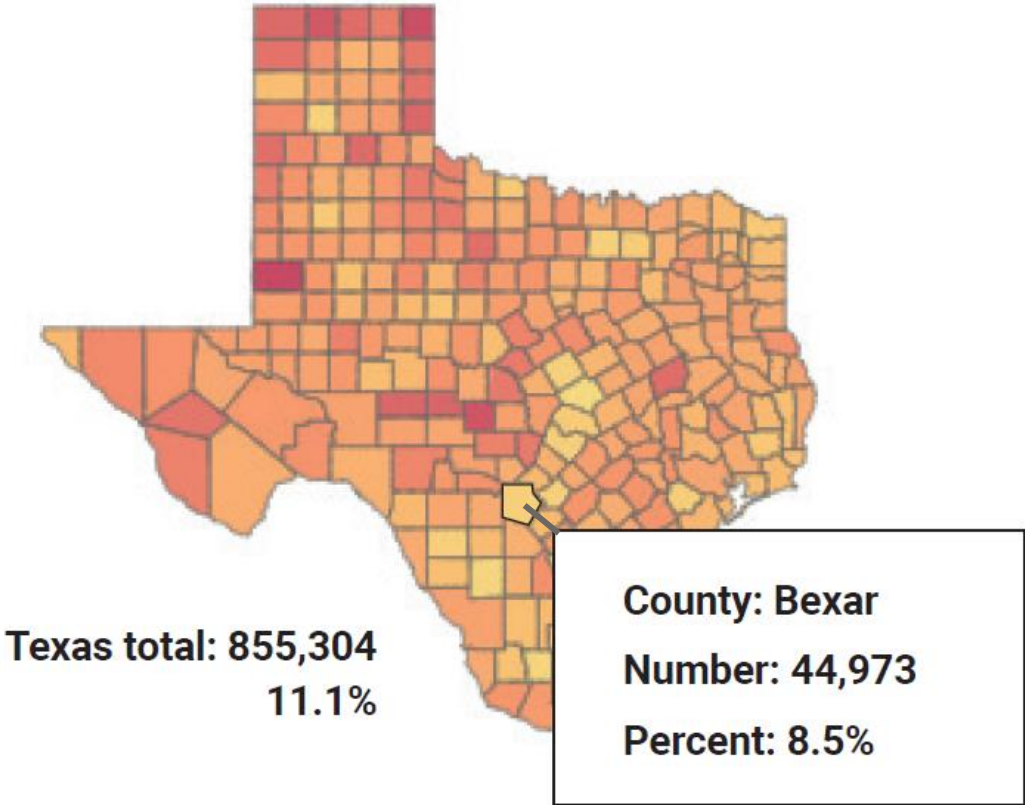 Texas total: 855,304
11.1%
County: Bexar
Number: 44,973
Percent: 8.5%